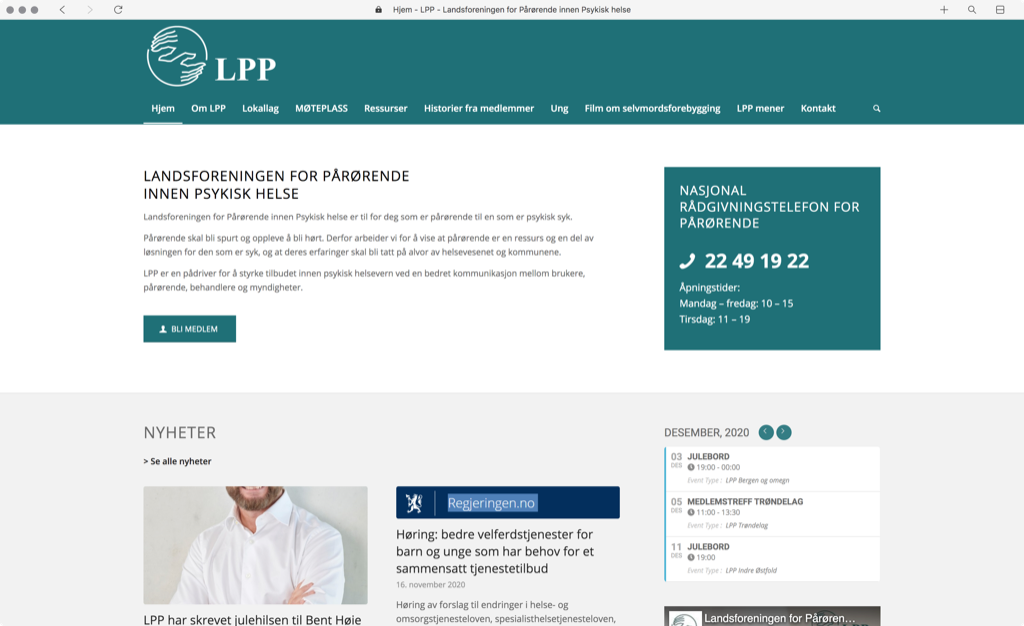 Hjem - LPP - Landsforeningen for Pårørende innen Psykisk helse
LPP
Hjem Om LPP Lokallag MØTEPLASS Ressurser Historier fra medlemmer Ung Film om selvmordsforebygging LPP mener Kontakt
LANDSFORENINGEN FOR PÅRØRENDE
INNEN PSYKISK HELSE
Landsforeningen for Pårørende innen Psykisk helse er til for deg som er pårørende til en som er psykisk syk.
Pårørende skal bli spurt og oppleve å bli hørt. Derfor arbeider vi for å vise at pårørende er en ressurs og en del av
løsningen for den som er syk, og at deres erfaringer skal bli tatt på alvor av helsevesenet og kommunene.
LPP er en pådriver for å styrke tilbudet innen psykisk helsevern ved en bedret kommunikasjon mellom brukere,
pårørende, behandlere og myndigheter.
BLI MEDLEM
NASJONAL
RÅDGIVNINGSTELEFON FOR
PÅRØRENDE
22 49 19 22
Åpningstider:
Mandag – fredag: 10 – 15
Tirsdag: 11 – 19
NYHETER
> Se alle nyheter
LPP har skrevet julehilsen til Bent Høie
Regjeringen.no
Høring: bedre velferdstjenester for
barn og unge som har behov for et
sammensatt tjenestetilbud
16. november 2020
Høring av forslag til endringer i helse- og
omsorgstjenesteloven, spesialisthelsetjenesteloven,
DESEMBER, 2020
03 JULEBORD
DES 19:00 - 00:00
Event Type : LPP Bergen og omegn
05 MEDLEMSTREFF TRØNDELAG
DES 11:00 - 13:30
Event Type : LPP Trøndelag
11 JULEBORD
DES 19:00
Event Type : LPP Indre Østfold
Landsforeningen for Pårøren...